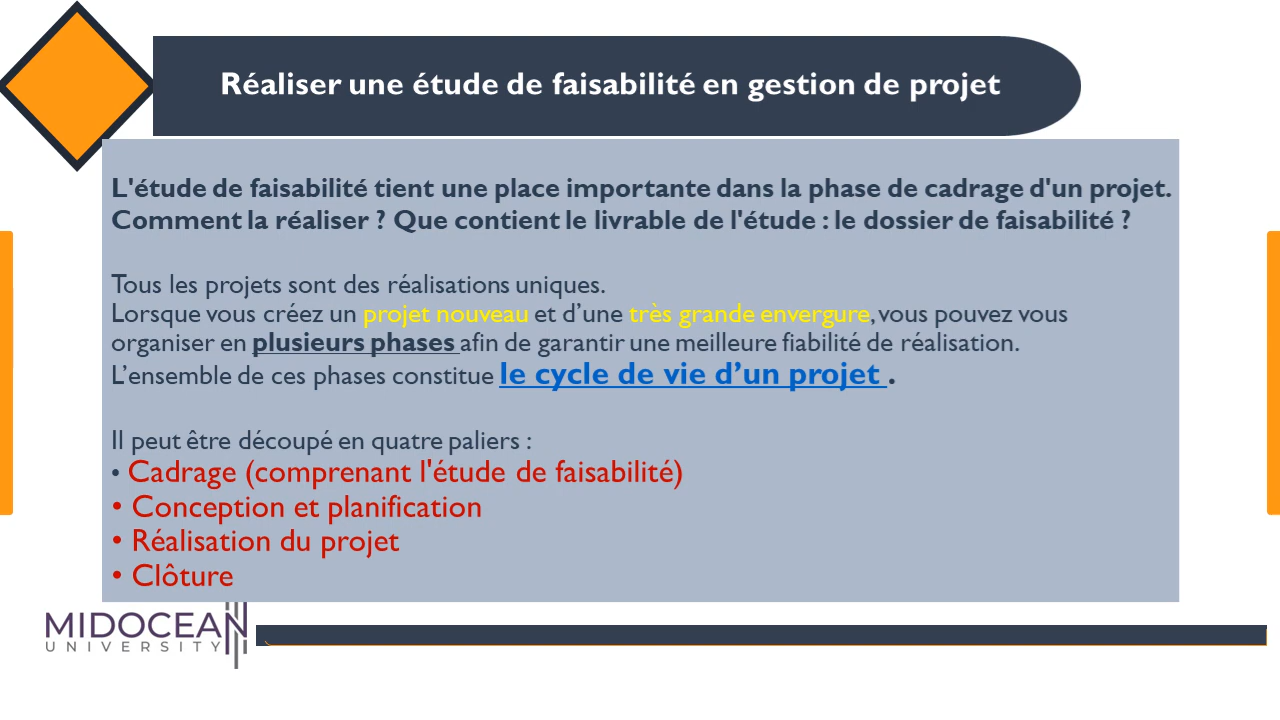 Réaliser une étude de faisabilité en gestion de projet
L'étude de faisabilité tient une place importante dans la phase de cadrage d'un projet.
Comment la réaliser ? Que contient le livrable de l'étude : le dossier de faisabilité ?
Tous les projets sont des réalisations uniques.
Lorsque vous créez un projet nouveau et d’une très grande envergure, vous pouvez vous
organiser en plusieurs phases afin de garantir une meilleure fiabilité de réalisation.
L’ensemble de ces phases constitue le cycle de vie d’un projet .
Il peut être découpé en quatre paliers :
• Cadrage (comprenant l'étude de faisabilité)
• Conception et planification
• Réalisation du projet
• Clôture
MIDOCEAN
UNIVERSITY